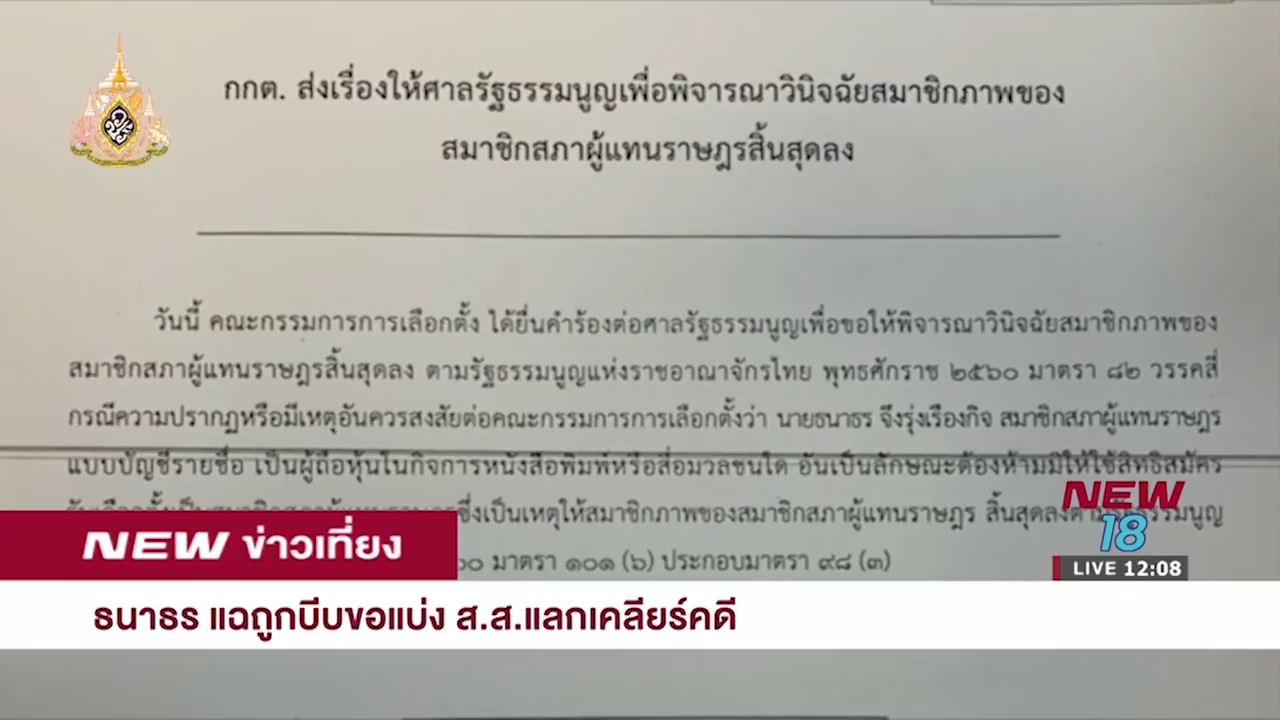 กกต. ส่งเรื่องให้ศาลรัฐธรรมนูญเพื่อพิจารณาวินิจฉัยสมาชิกภาพของ
สมาชิกสภาผู้แทนราษฎรสิ้นสุดลง
วันนี้ คณะกรรมการการเลือกตั้ง ได้ยื่นคำร้องต่อศาลรัฐธรรมนูญเพื่อขอให้พิจารณาวินิจฉัยสมาชิกภาพของ
สมาชิกสภาผู้แทนราษฎรสิ้นสุดลง ตามรัฐธรรมนูญแห่งราชอาณาจักรไทย พุทธศักราช ๒๕๖๐ มาตรา ๘๒ วรรคสี่
กรณีความปรากฏหรือมีเหตุอันควรสงสัยต่อคณะกรรมการการเลือกตั้งว่า นายธนาธร จึงรุ่งเรืองกิจ สมาชิกสภาผู้แทนราษฎร
แบบบัญชีรายชื่อ เป็นผู้ถือหุ้นในกิจการหนังสือพิมพ์หรือสื่อมวลชนใด อันเป็นลักษณะต้องห้ามมิให้ใช้สิทธิสมัคร
ซึ่งเป็นเหตุให้สมาชิกภาพของสมาชิกสภาผู้แทนราษฎร สิ้นสุดลงตามรัฐธรรมนูญ
มาตรา ๑๐๑ (๖) ประกอบมาตรา ๙๘ (๓)
NEW
18
LIVE 12:08
NEW ข่าวเที่ยง
ธนาธร แฉถูกบีบขอแบ่ง ส.ส.แลกเคลียร์คดี